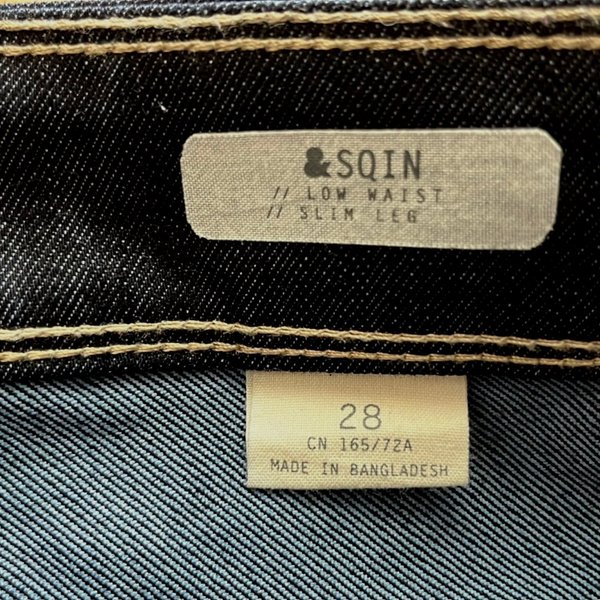 &SQIN
// LOW WAIST
// SLIM LEG
28
CN 165/72A
MADE IN BANGLADESH